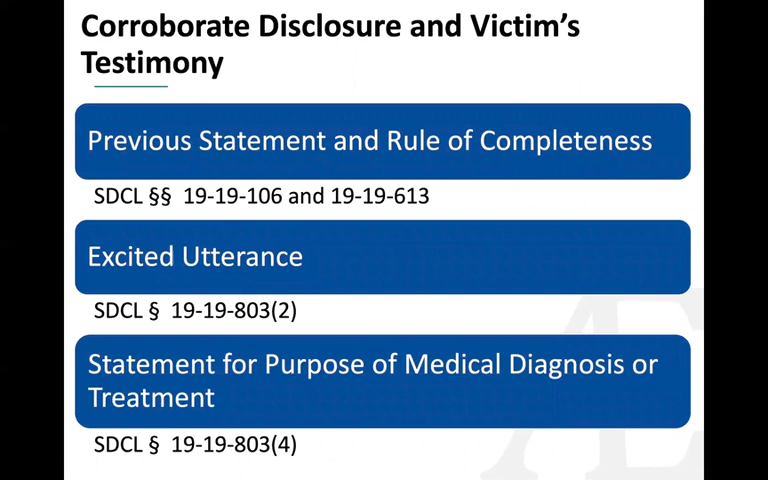 Corroborate Disclosure and Victim's
Testimony
Previous Statement and Rule of Completeness
SDCL §§ 19-19-106 and 19-19-613
Excited Utterance
SDCL § 19-19-803(2)
Statement for Purpose of Medical Diagnosis or
Treatment
SDCL § 19-19-803(4)